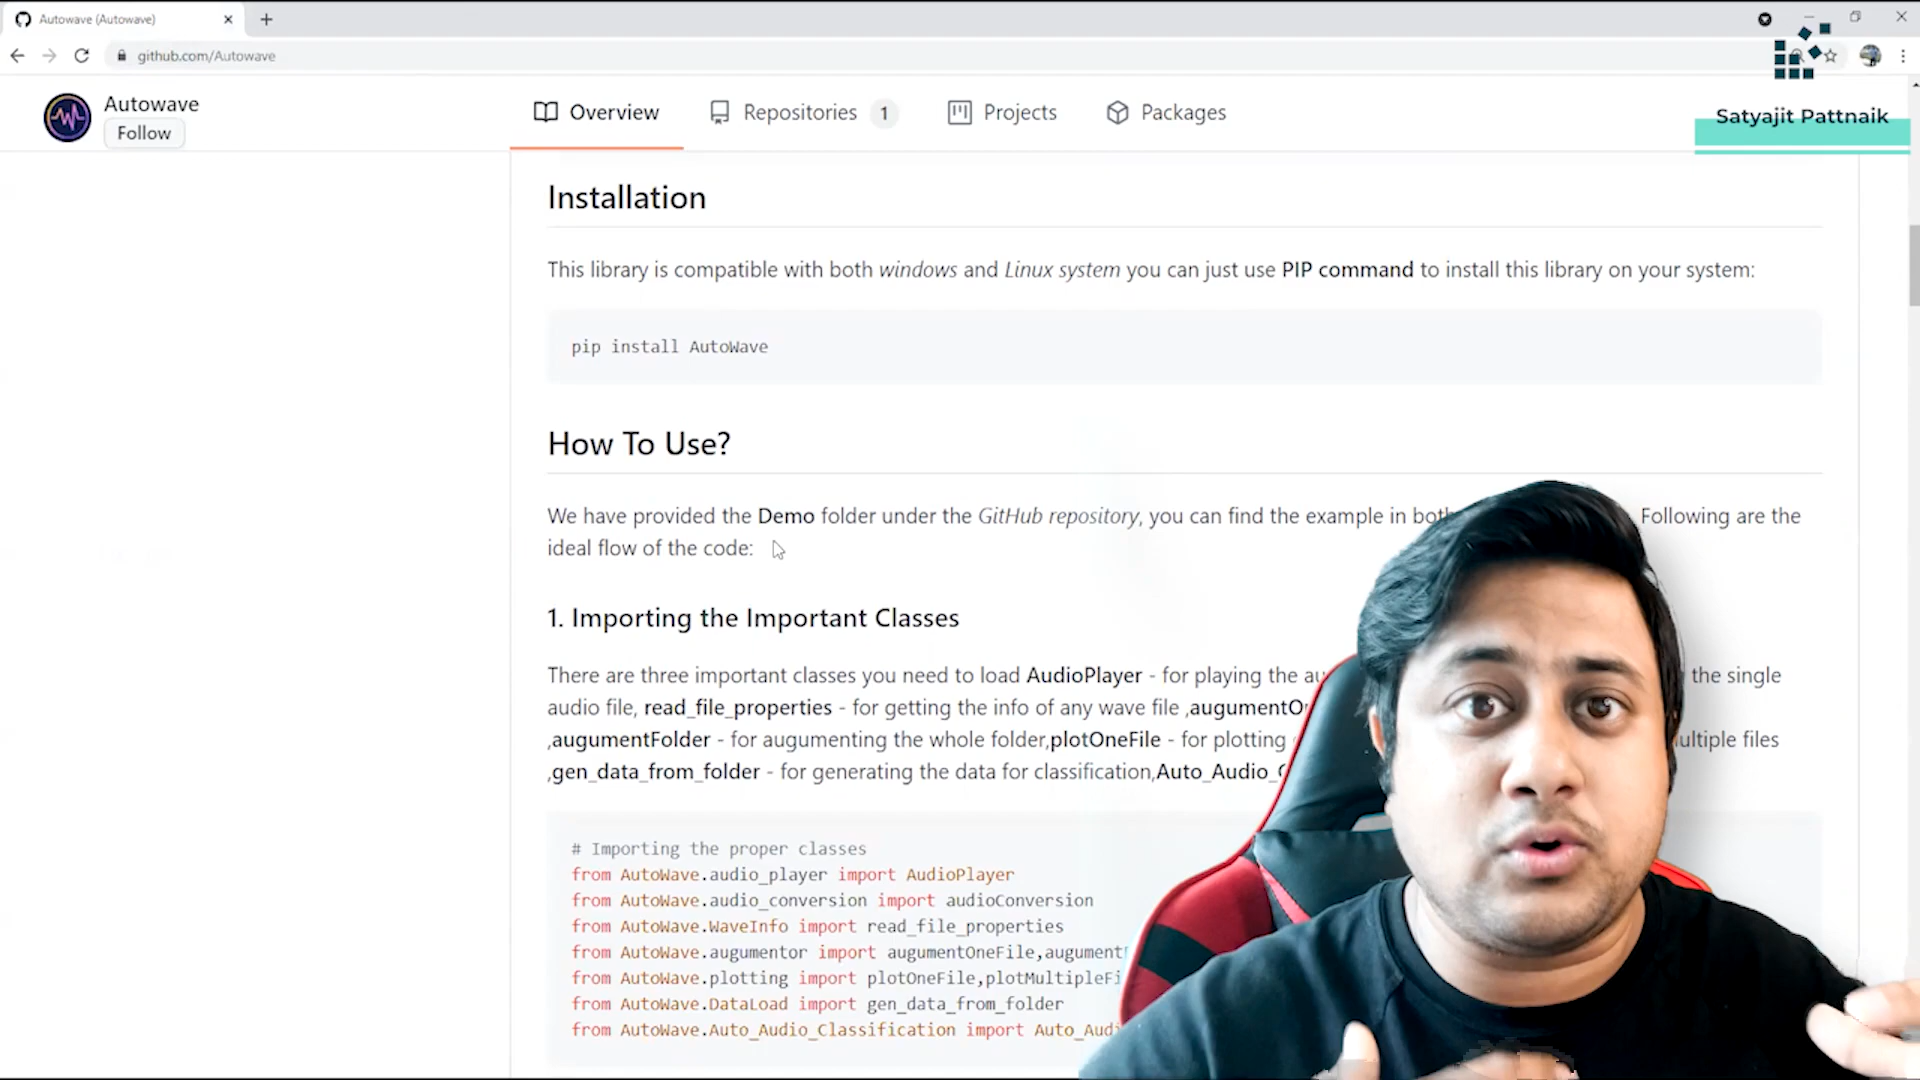 Autowave (Autowave)
github.com/Autowave
Autowave
Follow
Overview
Repositories 1
Projects
Packages
Satyajit Pattnaik
Installation
This library is compatible with both windows and Linux system you can just use PIP command to install this library on your system:
pip install AutoWave
How To Use?
We have provided the Demo folder under the GitHub repository, you can find the example in both Following are the
ideal flow of the code:
1. Importing the Important Classes
There are three important classes you need to load AudioPlayer - for playing the the single
audio file, read_file_properties - for getting the info of any wave file ,
,augumentFolder - for augumenting the whole folder,plotOneFile - for plotting files
,gen_data_from_folder - for generating the data for classification,
# Importing the proper classes
from AutoWave.audio_player import AudioPlayer
from AutoWave.audio_conversion import audioConversion
from AutoWave.WaveInfo import read_file_properties
from AutoWave.augumentor import augumentOneFile,
from AutoWave.plotting import plotOneFile,
from AutoWave.DataLoad import gen_data_from_folder
from AutoWave.Auto_Audio_Classification import